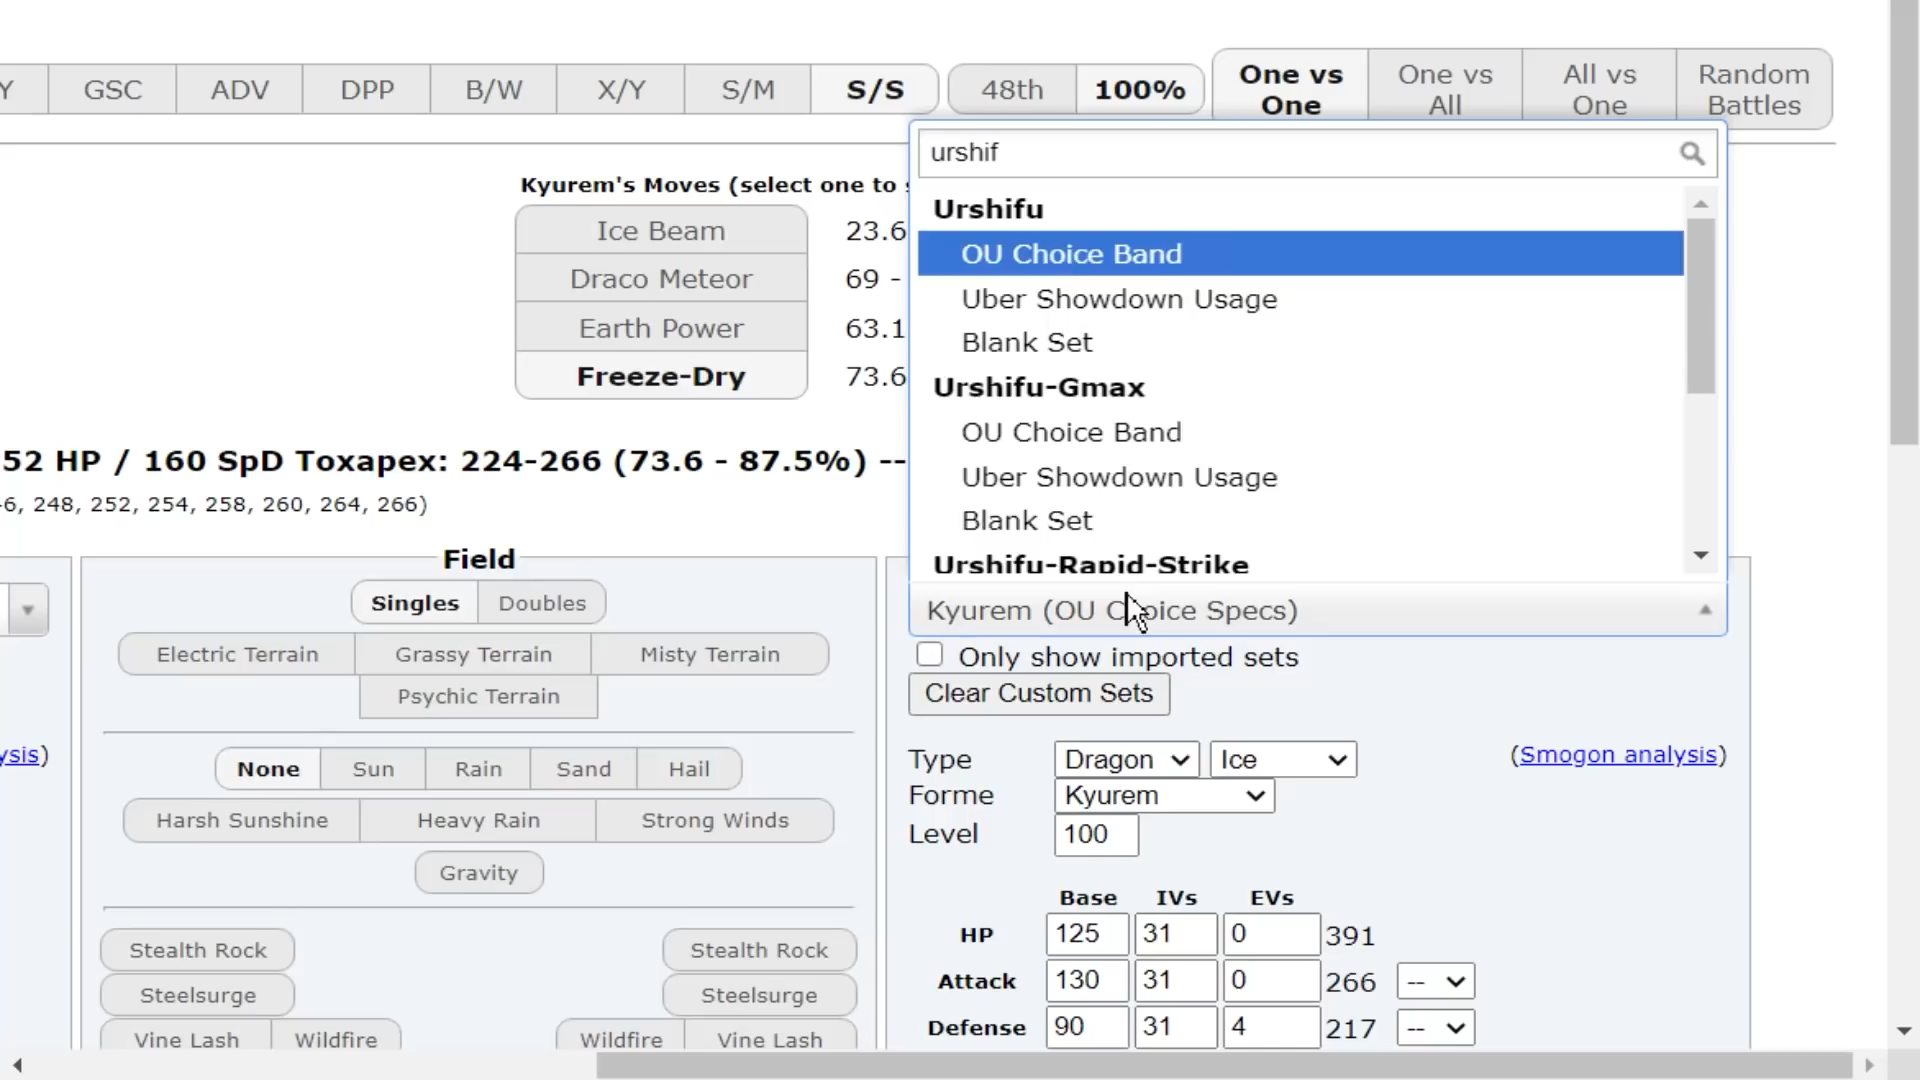 Y GSC ADV DPP B/W X/Y S/M S/S 48th 100% One vs One One vs All All vs One Random Battles
urshif
Kyurem's Moves (select one to
Ice Beam 23.6
Draco Meteor 69 -
Earth Power 63.1
Freeze-Dry 73.6
Urshifu
OU Choice Band
Uber Showdown Usage
Blank Set
Urshifu-Gmax
OU Choice Band
Uber Showdown Usage
Blank Set
Urshifu-Rapid-Strike
52 HP / 160 SpD Toxapex: 224-266 (73.6 - 87.5%) --
6, 248, 252, 254, 258, 260, 264, 266)
Field
Singles Doubles
Electric Terrain Grassy Terrain Misty Terrain
Psychic Terrain
None Sun Rain Sand Hail
Harsh Sunshine Heavy Rain Strong Winds
Gravity
Stealth Rock Stealth Rock
Steelsurge Steelsurge
Vine Lash Wildfire Wildfire Vine Lash
ysis)
Kyurem (OU Choice Specs)
Only show imported sets
Clear Custom Sets
Type Dragon Ice (Smogon analysis)
Forme Kyurem
Level 100
Base IVs EVs
HP 125 31 0 391
Attack 130 31 0 266 --
Defense 90 31 4 217 --